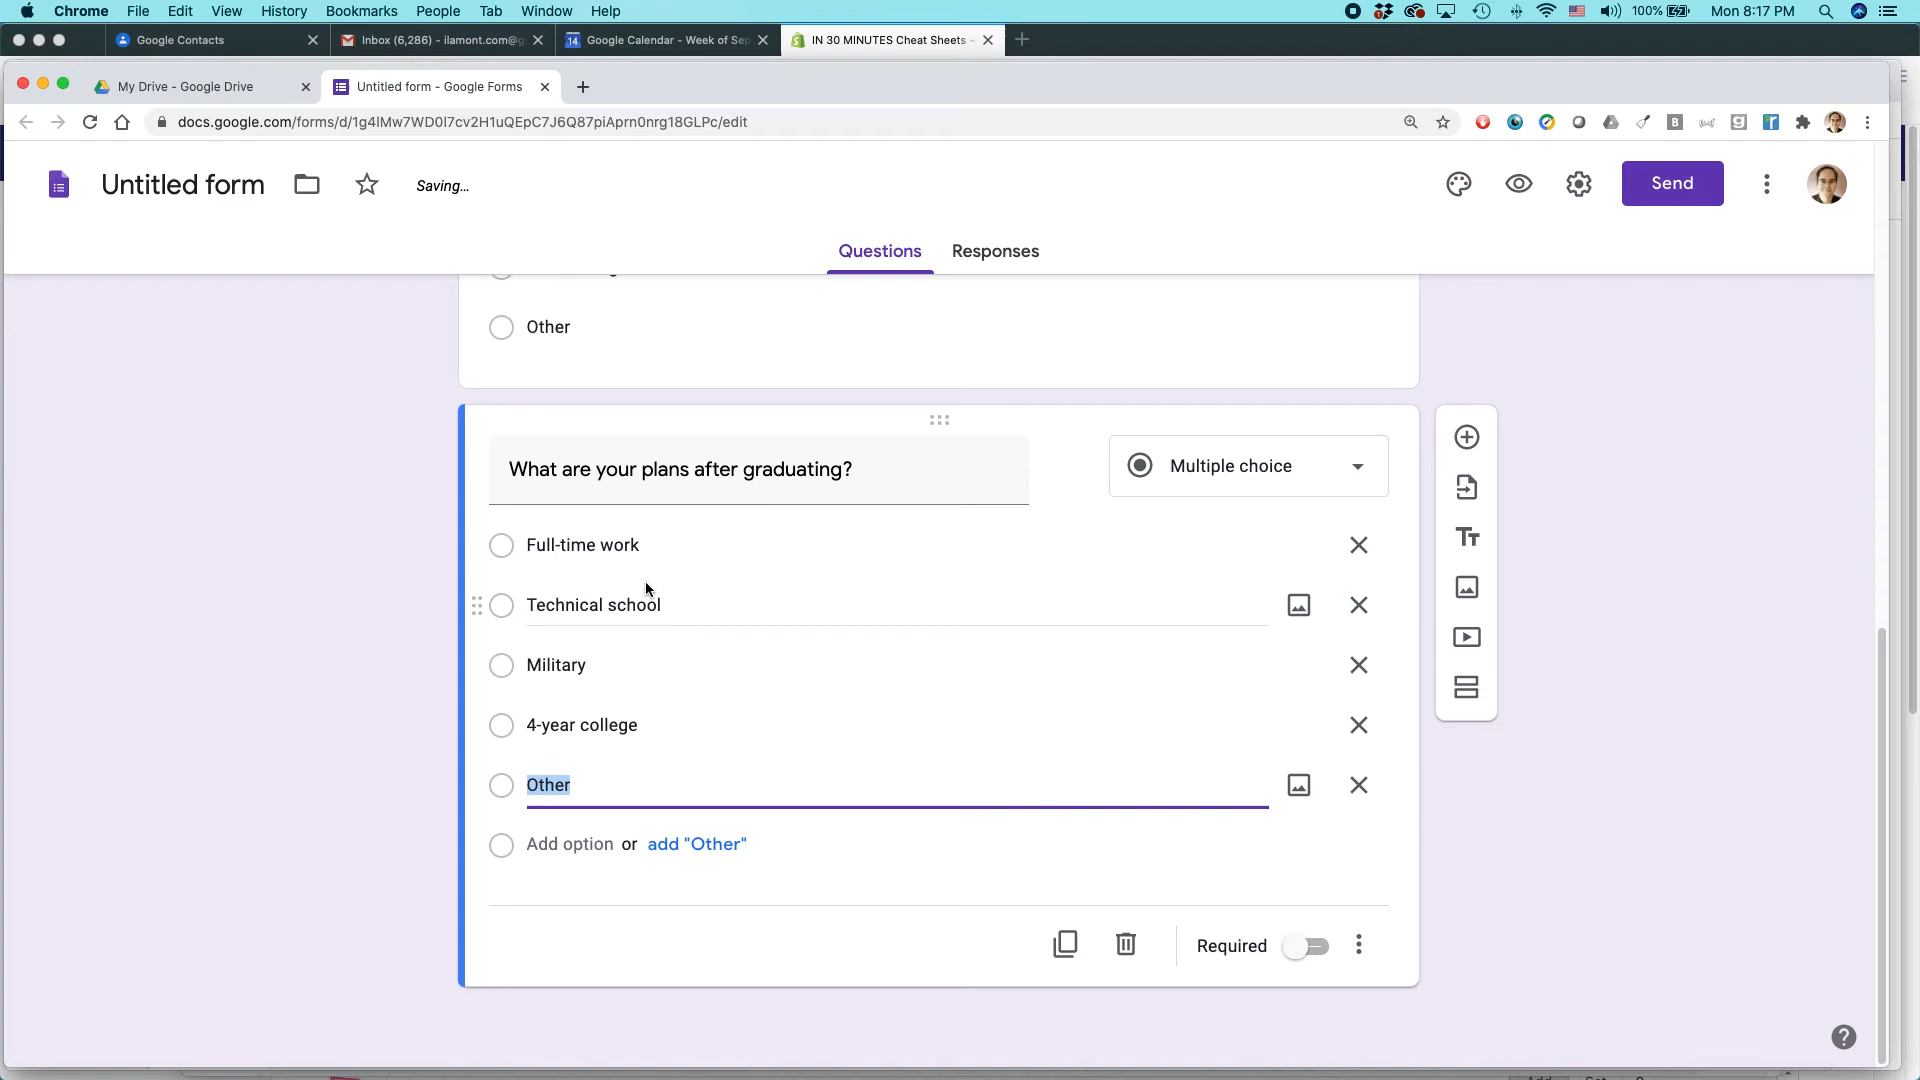 Chrome File Edit View History Bookmarks People Tab Window Help 100% Mon 8:17 PM
Google Contacts Inbox (6,286) - ilamont.com@g Google Calendar - Week of Sep IN 30 MINUTES Cheat Sheets -
My Drive - Google Drive Untitled form - Google Forms
docs.google.com/forms/d/1g4lMw7WD0l7cv2H1uQEpC7J6Q87piAprn0nrg18GLPc/edit
Untitled form Saving... Send
Questions Responses
Other
What are your plans after graduating? Multiple choice
Full-time work
Technical school
Military
4-year college
Other
Add option or add "Other"
Required